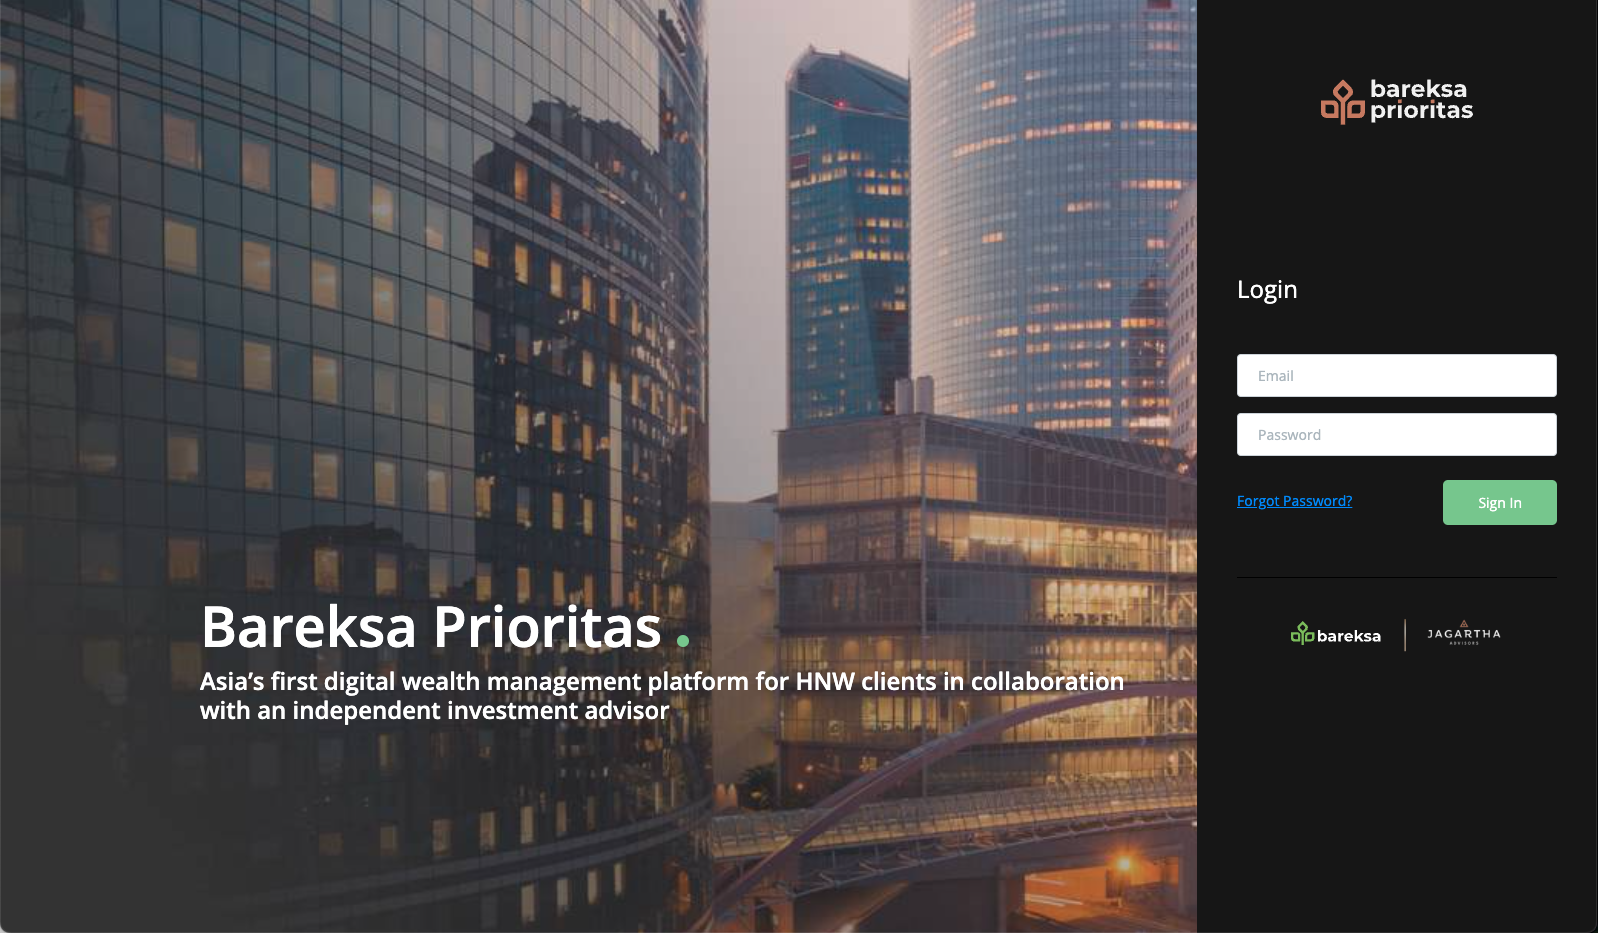 bareksa
prioritas
Login
Email
Password
Forgot Password?
Sign In
bareksa
JAGARTHA
ADVISORS
Bareksa Prioritas .
Asia’s first digital wealth management platform for HNW clients in collaboration
with an independent investment advisor